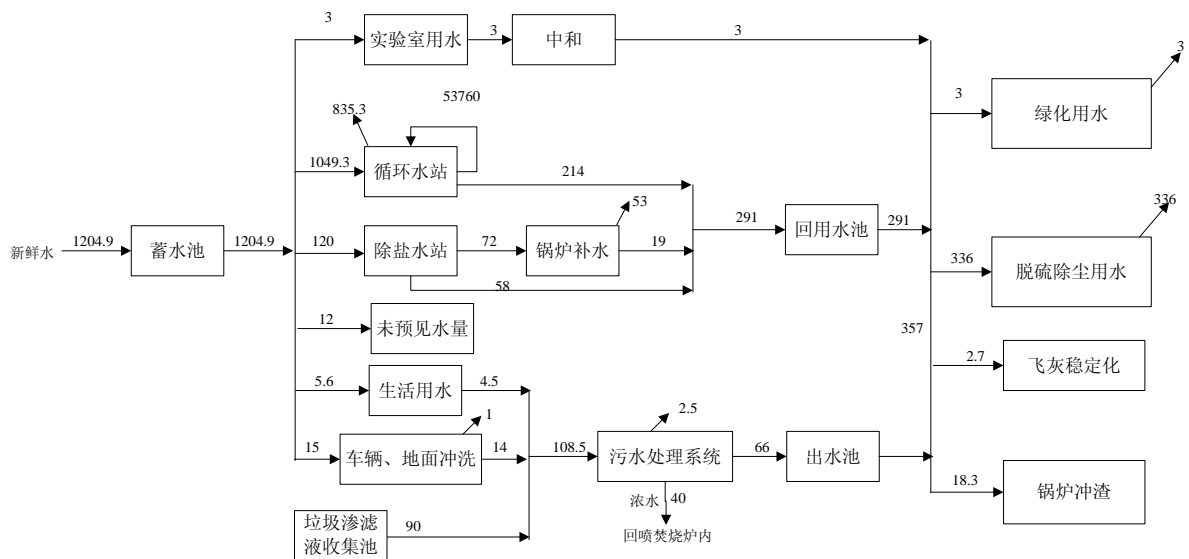 3
实验室用水
3
中和
3
3
3
绿化用水
53760
835.3
1049.3
循环水站
214
53
291
回用水池
291
336
336
脱硫除尘用水
新鲜水
1204.9
蓄水池
1204.9
120
除盐水站
72
锅炉补水
19
58
12
未预见水量
357
2.7
飞灰稳定化
5.6
生活用水
4.5
1
2.5
15
车辆、地面冲洗
14
108.5
污水处理系统
66
出水池
18.3
锅炉冲渣
浓水
40
回喷焚烧炉内
垃圾渗滤
液收集池
90